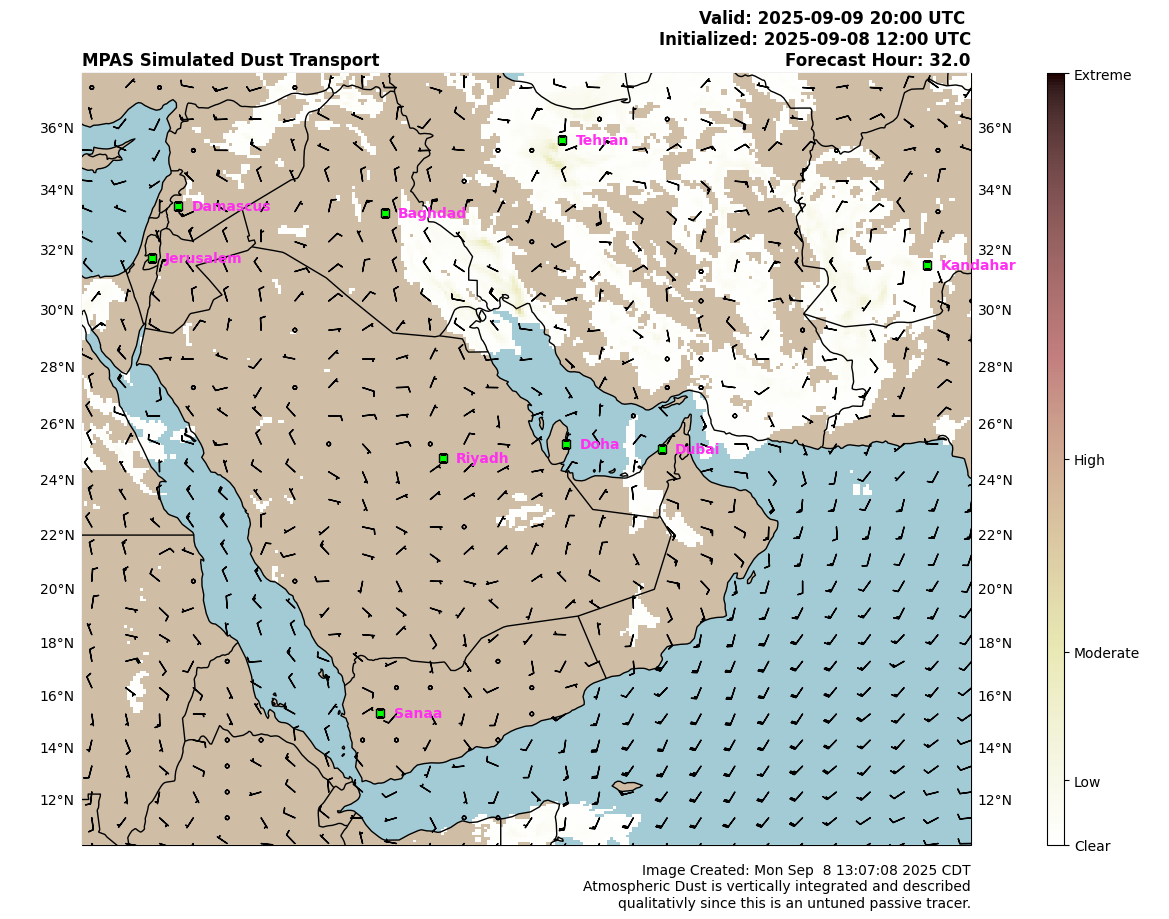 Valid: 2025-09-09 20:00 UTC
Initialized: 2025-09-08 12:00 UTC
MPAS Simulated Dust Transport Forecast Hour: 32.0
Extreme
High
Moderate
Low
Clear
36°N 36°N
34°N 34°N
32°N 32°N
30°N 30°N
28°N 28°N
26°N 26°N
24°N 24°N
22°N 22°N
20°N 20°N
18°N 18°N
16°N 16°N
14°N 14°N
12°N 12°N
Tehran
Damascus
Baghdad
Jerusalem
Kandahar
Doha
Dubai
Riyadh
Sanaa
Image Created: Mon Sep  8 13:07:08 2025 CDT
Atmospheric Dust is vertically integrated and described
qualitativly since this is an untuned passive tracer.